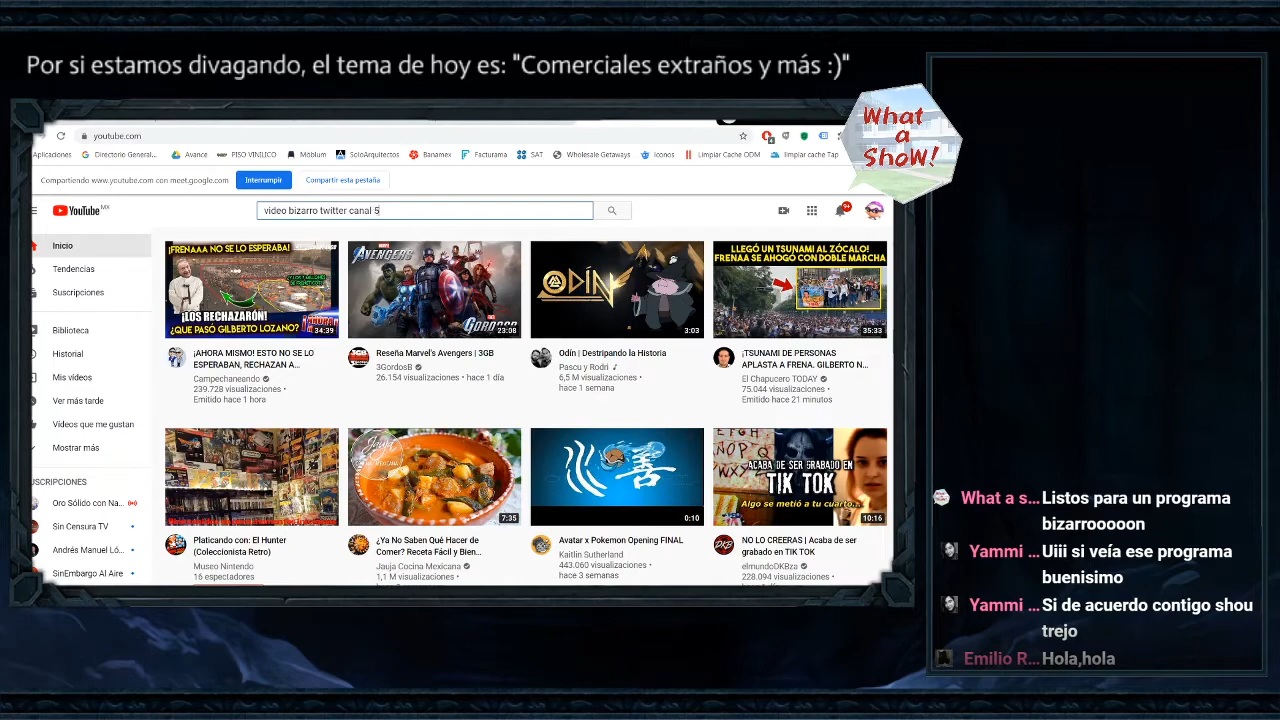 Por si estamos divagando, el tema de hoy es: "Comerciales extraños y más :)"
What
a
ShoW!
youtube.com
Aplicaciones
Directorio General...
Avance
PISO VINILICO
Mobium
SoloArquitectos
Banamex
Facturama
SAT
Wholesale Getaways
Iconos
Limpiar Cache ODM
limpiar cache Tap
Compartiendo www.youtube.com con meet.google.com
Interrumpir
Compartir esta pestaña
YouTube MX
video bizarro twitter canal 5
9+
Inicio
Tendencias
Suscripciones
Biblioteca
Historial
Mis vídeos
Ver más tarde
Vídeos que me gustan
Mostrar más
USCRIPCIONES
Oro Sólido con Na...
Sin Censura TV
Andrés Manuel Ló...
SinEmbargo Al Aire
¡FRENAAA NO SE LO ESPERABA!
¡LOS RECHAZARÓN!
¿QUE PASÓ GILBERTO LOZANO?
34:39
¡AHORA MISMO! ESTO NO SE LO
ESPERABAN, RECHAZAN A...
Campechaneando
239.728 visualizaciones •
Emitido hace 1 hora
MARVEL
AVENGERS
GORDOSB
23:08
Reseña Marvel's Avengers | 3GB
3GordosB
26.154 visualizaciones • hace 1 día
ODÍN
3:03
Odín | Destripando la Historia
Pascu y Rodri
6,5 M visualizaciones •
hace 1 semana
LLEGÓ UN TSUNAMI AL ZÓCALO!
FRENAA SE AHOGÓ CON DOBLE MARCHA
35:33
¡TSUNAMI DE PERSONAS
APLASTA A FRENA. GILBERTO N...
El Chapucero TODAY
75.044 visualizaciones •
Emitido hace 21 minutos
Platicando con: El Hunter
(Coleccionista Retro)
Museo Nintendo
16 espectadores
Jauja
7:35
¿Ya No Saben Qué Hacer de
Comer? Receta Fácil y Bien...
Jauja Cocina Mexicana
1,1 M visualizaciones •
善
0:10
Avatar x Pokemon Opening FINAL
Kaitlin Sutherland
443.060 visualizaciones •
hace 3 semanas
ACABA DE SER GRABADO EN
TIK TOK
Algo se metió a tu cuarto...
10:16
NO LO CREERAS | Acaba de ser
grabado en TIK TOK
elmundoDKBza
228.094 visualizaciones •
What a s... Listos para un programa
bizarrooooon
Yammi ... Uiii si veía ese programa
buenisimo
Yammi ... Si de acuerdo contigo shou
trejo
Emilio R... Hola,hola